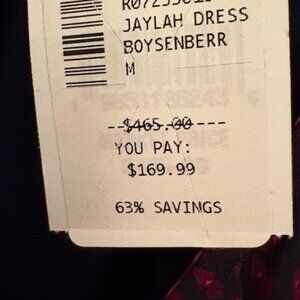 JAYLAH DRESS
BOYSENBERR
M
$465.00
YOU PAY:
$169.99
63% SAVINGS